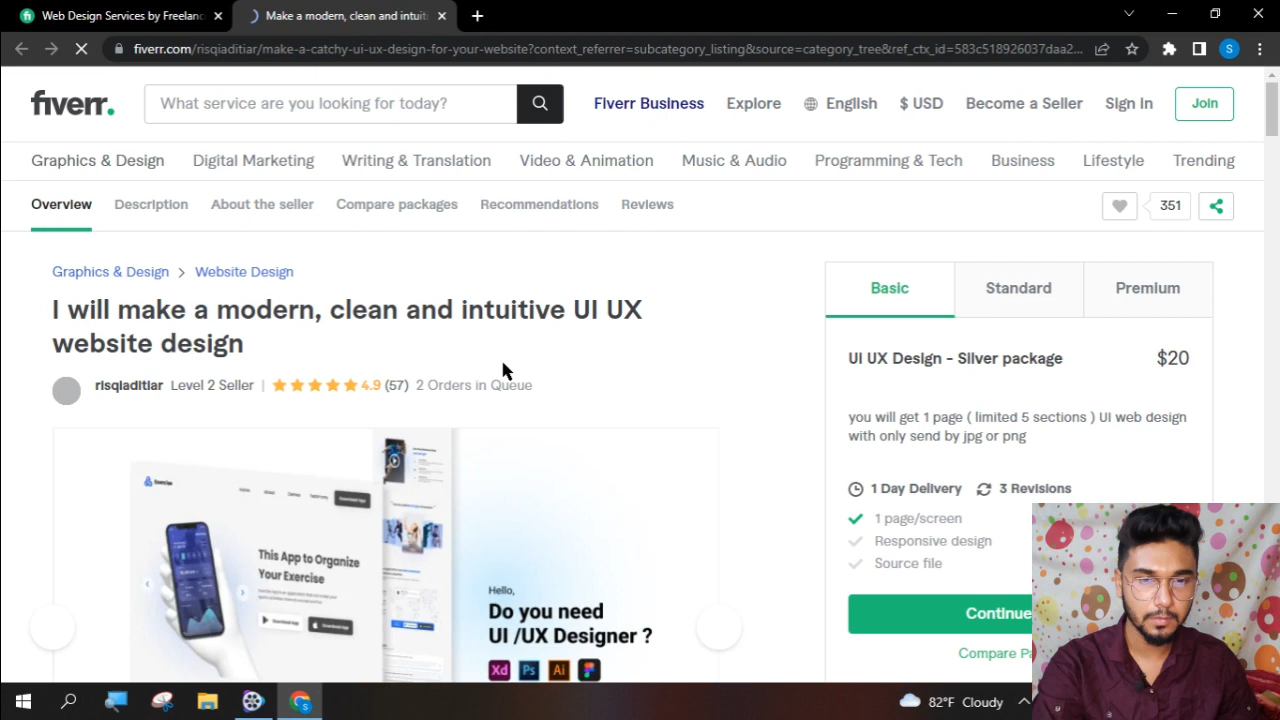 Web Design Services by Freelanc
Make a modern, clean and intuiti
fiverr.com/risqiaditiar/make-a-catchy-ui-ux-design-for-your-website?context_referrer=subcategory_listing&source=category_tree&ref_ctx_id=583c518926037daa2...
S
fiverr.
What service are you looking for today?
Fiverr Business
Explore
English
$ USD
Become a Seller
Sign In
Join
Graphics & Design
Digital Marketing
Writing & Translation
Video & Animation
Music & Audio
Programming & Tech
Business
Lifestyle
Trending
Overview
Description
About the seller
Compare packages
Recommendations
Reviews
351
Graphics & Design > Website Design
I will make a modern, clean and intuitive UI UX
website design
risqiaditiar Level 2 Seller | 4.9 (57) 2 Orders in Queue
Basic
Standard
Premium
UI UX Design - Silver package
$20
you will get 1 page ( limited 5 sections ) UI web design
with only send by jpg or png
1 Day Delivery
3 Revisions
1 page/screen
Responsive design
Source file
Continue
Compare Pa
Exercise
This App to Organize
Your Exercise
Download App
Download App
Hello,
Do you need
UI /UX Designer ?
Xd Ps Ai
82°F Cloudy